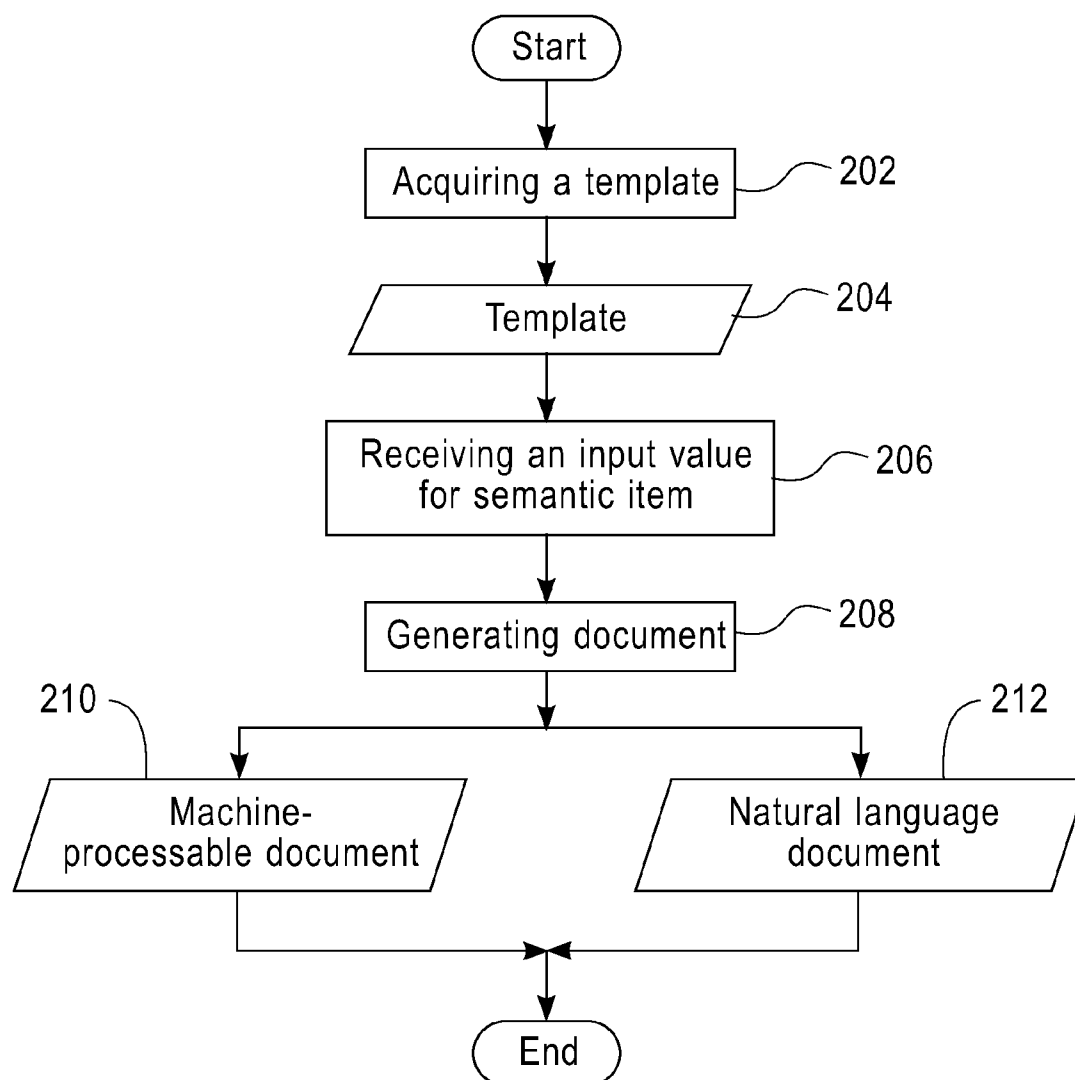 Start
Acquiring a template
202
Template
204
Receiving an input value
for semantic item
206
Generating document
208
210
212
Machine-
processable document
Natural language
document
End